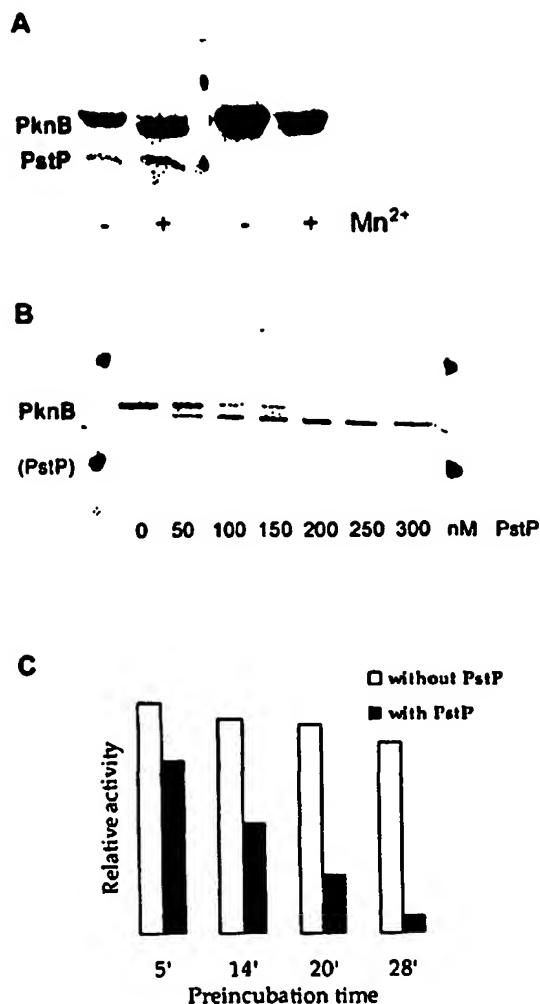 A
PknB
PstP
- + - + Mn²⁺
B
PknB
(PstP)
0 50 100 150 200 250 300 nM PstP
C
without PstP
with PstP
Relative activity
5' 14' 20' 28'
Preincubation time